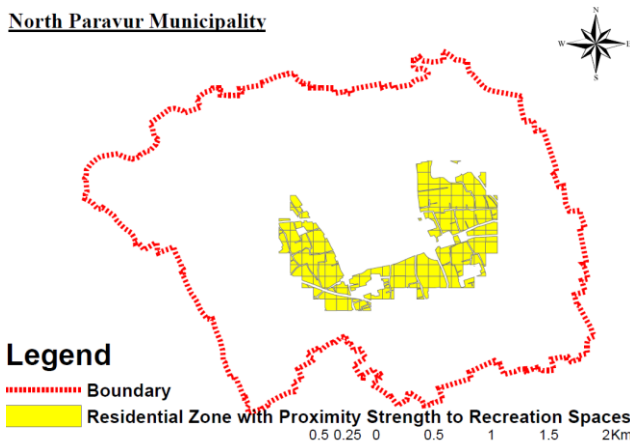 North Paravur Municipality
N
W E
S
Legend
Boundary
Residential Zone with Proximity Strength to Recreation Spaces
0.5 0.25 0 0.5 1 1.5 2Km